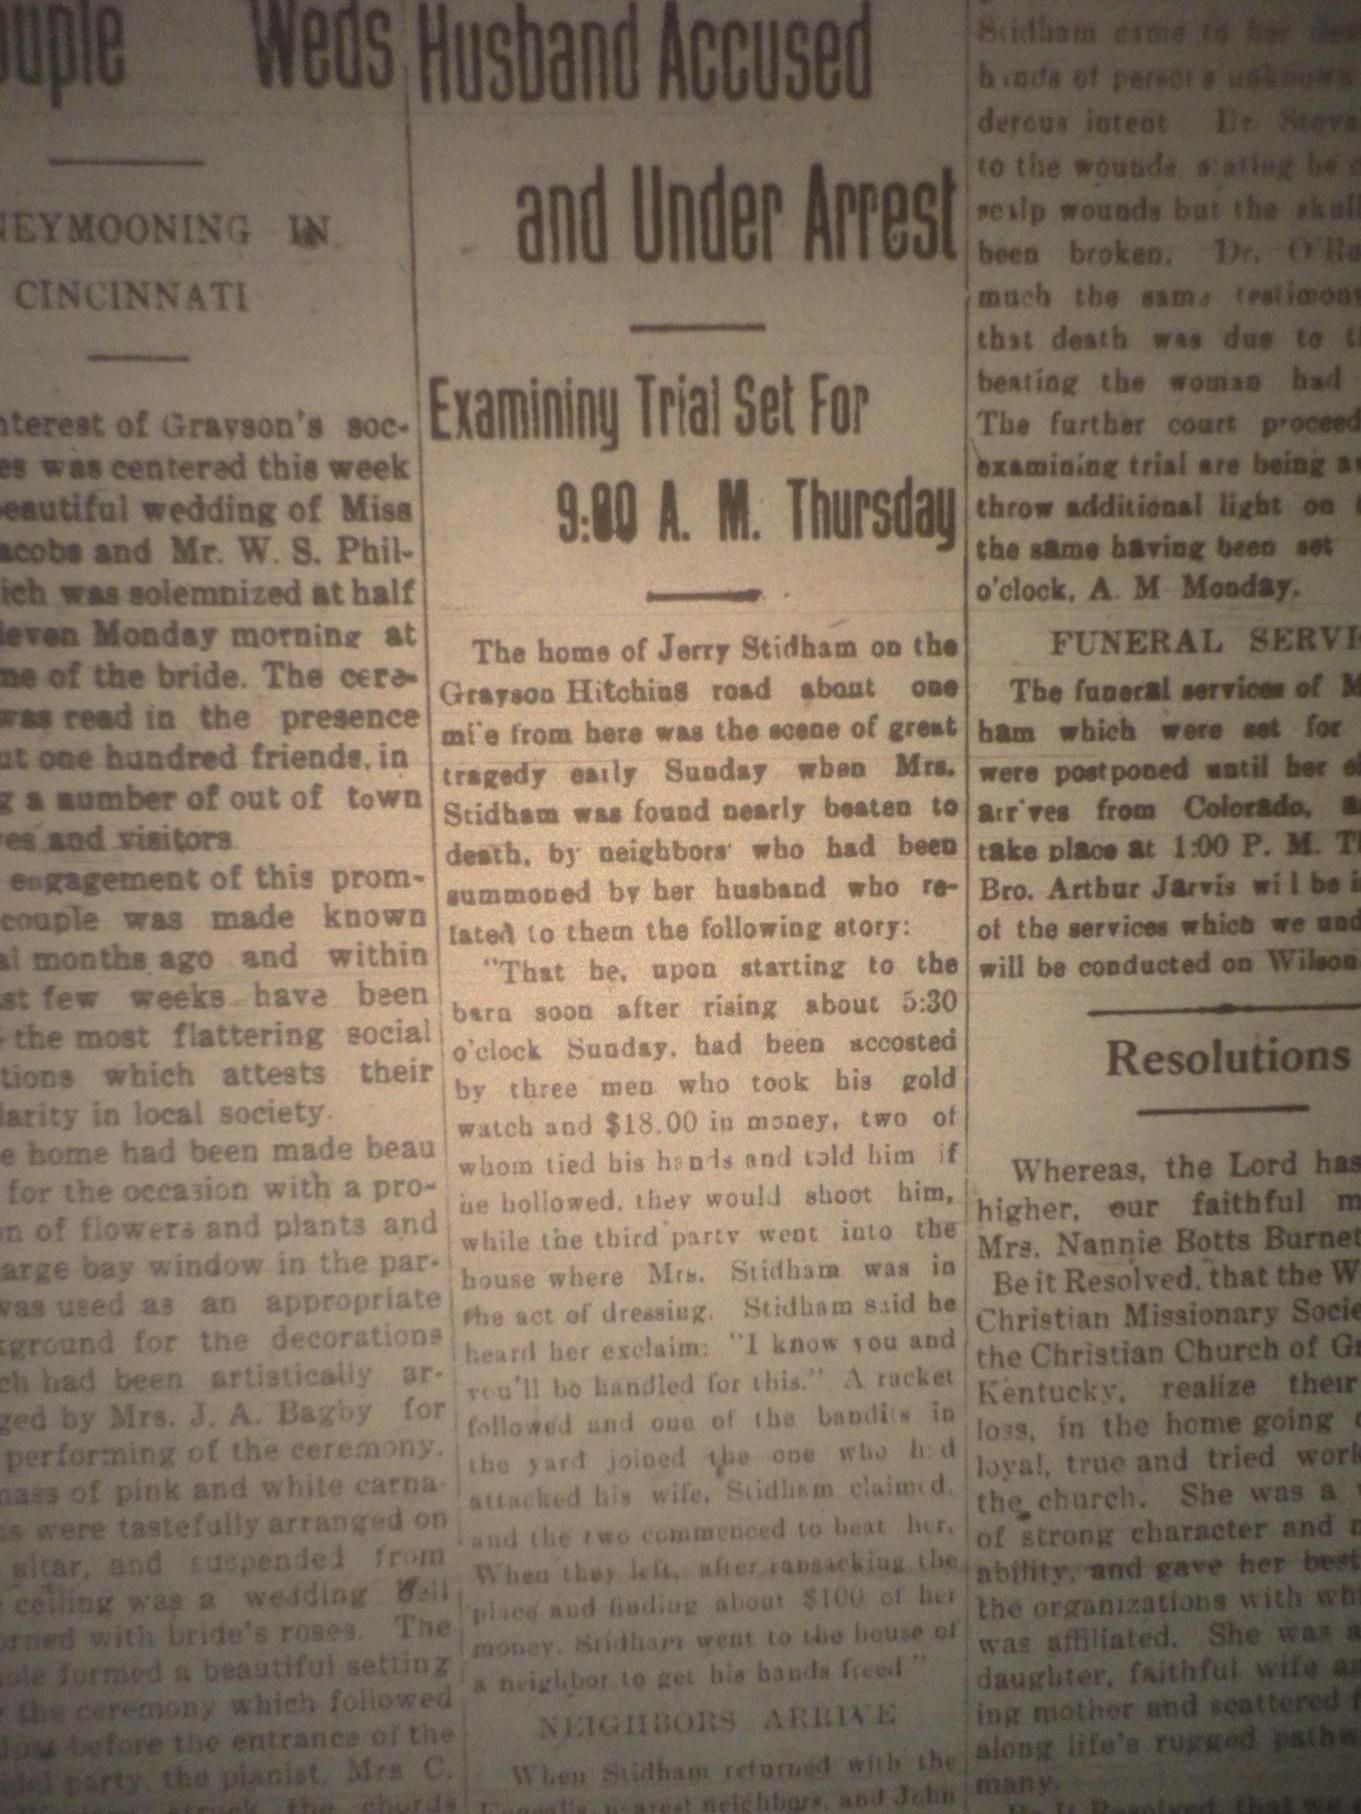 Weds
NEYMOONING IN
CINCINNATI
nterest of Grayson's soc-
es was centered this week
beautiful wedding of Miss
acobs and Mr. W. S. Phil-
ich was solemnized at half
leven Monday morning at
me of the bride. The cere-
was read in the presence
ut one hundred friends, in
g a number of out of town
ves and visitors
engagement of this prom-
couple was made known
al months ago and within
ast few weeks have been
the most flattering social
tions which attests their
larity in local society.
e home had been made beau
for the occasion with a pro-
on of flowers and plants and
arge bay window in the par-
was used as an appropriate
kground for the decorations
ch had been artistically ar-
ged by Mrs. J. A. Bagby for
performing of the ceremony.
mass of pink and white carna-
s were tastefully arranged on
altar, and suspended from
ceiling was a wedding Bell
orned with bride's roses. The
ole formed a beautiful setting
the ceremony which followed
Just before the entrance of the
party, the pianist, Mrs C.
struck the chords
Husband Accused
and Under Arrest
Examining Trial Set For
9:00 A. M. Thursday
The home of Jerry Stidham on the
Grayson Hitchins road about one
mi'e from here was the scene of great
tragedy early Sunday when Mrs.
Stidham was found nearly beaten to
death, by neighbors who had been
summoned by her husband who re-
lated to them the following story:
"That he, upon starting to the
barn soon after rising about 5:30
o'clock Sunday, had been accosted
by three men who took his gold
watch and $18.00 in money, two of
whom tied his hands and told him if
he hollowed, they would shoot him,
while the third party went into the
house where Mrs. Stidham was in
the act of dressing. Stidham said he
heard her exclaim: "I know you and
you'll be handled for this." A racket
followed and one of the bandits in
the yard joined the one who had
attacked his wife, Stidham claimed,
and the two commenced to beat her.
When they left, after ransacking the
place and finding about $100 of her
money, Stidham went to the house of
a neighbor to get his hands freed"
NEIGHBORS ARRIVE
When Stidham returned with the
nearest neighbors, and John
Stidham came to her
hands of persons unknown
derous intent Dr. Stova
to the wounds stating he
scalp wounds but the skull
been broken. Dr. O'Ro
much the same testimony
that death was due to t
beating the woman had
The further court proceed
examining trial are being a
throw additional light on
the same having been set
o'clock, A. M Monday.
FUNERAL SERVI
The funeral services of M
ham which were set for
were postponed until her
arr'ves from Colorado, a
take place at 1:00 P. M. T
Bro. Arthur Jarvis wi l be i
of the services which we und
will be conducted on Wilson
Resolutions
Whereas, the Lord has
higher, our faithful m
Mrs. Nannie Botts Burnet
Be it Resolved, that the W
Christian Missionary Socie
the Christian Church of G
Kentucky, realize their
loss, in the home going
loyal, true and tried work
the church. She was a
of strong character and
ability, and gave her best
the organizations with wh
was affiliated. She was a
daughter, faithful wife an
ing mother and scattered
along life's rugged pathw
many.